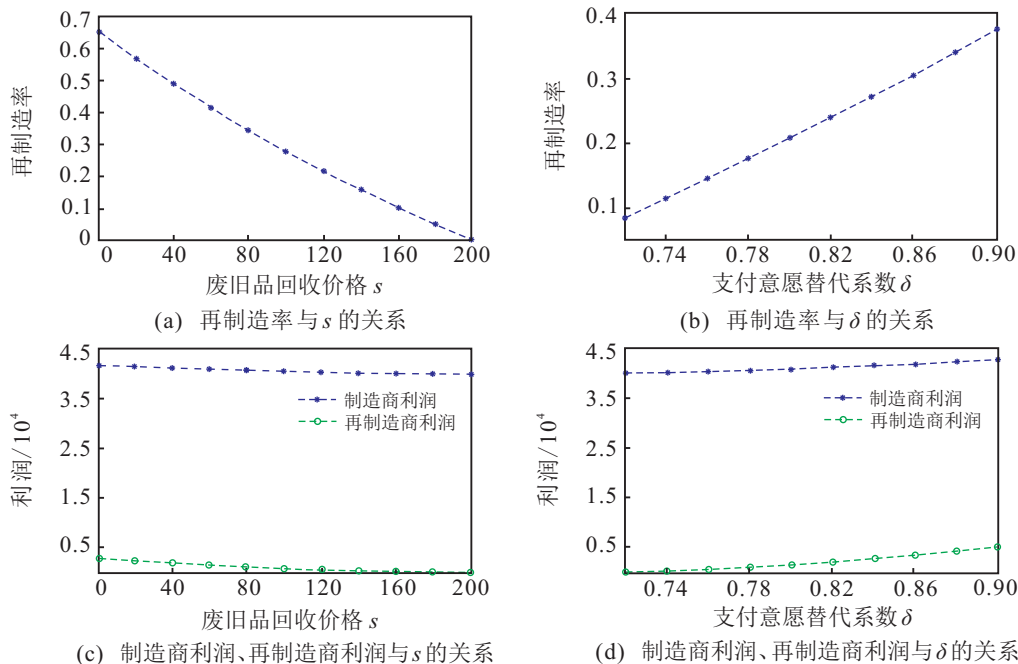 0.7
0.6
0.5
0.4
0.3
0.2
0.1
0
再制造率
0 40 80 120 160 200
废旧品回收价格 s
(a) 再制造率与 s 的关系
0.4
0.3
0.2
0.1
再制造率
0.74 0.78 0.82 0.86 0.90
支付意愿替代系数 δ
(b) 再制造率与 δ 的关系
4.5
3.5
2.5
1.5
0.5
利润/10⁴
制造商利润
再制造商利润
0 40 80 120 160 200
废旧品回收价格 s
(c) 制造商利润、再制造商利润与 s 的关系
4.5
3.5
2.5
1.5
0.5
利润/10⁴
制造商利润
再制造商利润
0.74 0.78 0.82 0.86 0.90
支付意愿替代系数 δ
(d) 制造商利润、再制造商利润与 δ 的关系